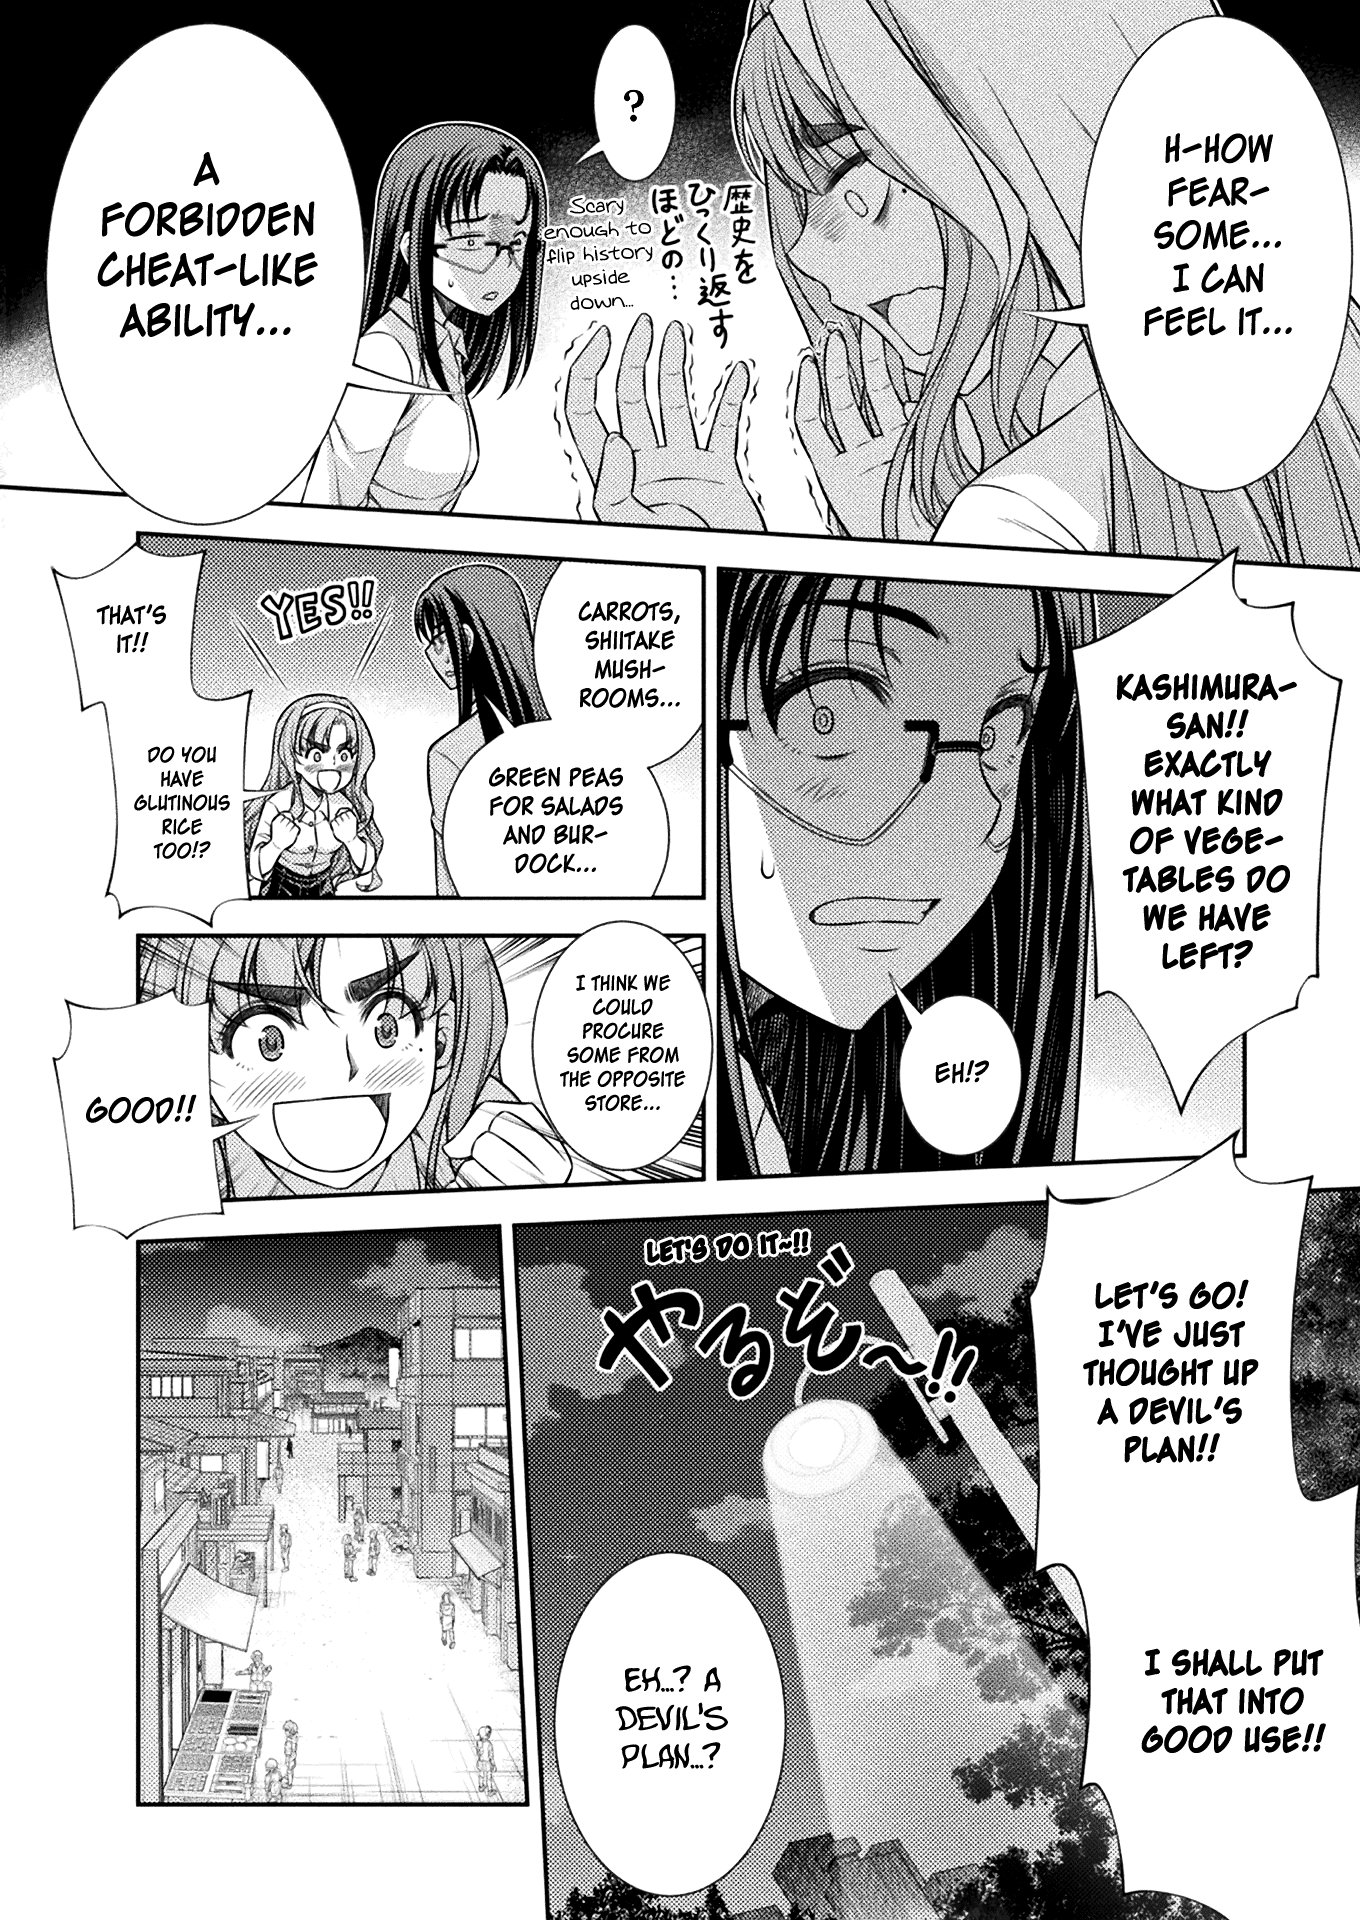 H-HOW
FEAR-
SOME...
I CAN
FEEL IT...
歴史を
ひっくり返す
ほどの…
Scary
enough to
flip history
upside
down...
?
A
FORBIDDEN
CHEAT-LIKE
ABILITY...
KASHIMURA-
SAN!!
EXACTLY
WHAT KIND
OF VEGE-
TABLES DO
WE HAVE
LEFT?
EH!?
CARROTS,
SHIITAKE
MUSH-
ROOMS...
GREEN PEAS
FOR SALADS
AND BUR-
DOCK...
YES!!
THAT'S
IT!!
DO YOU
HAVE
GLUTINOUS
RICE
TOO!?
I THINK WE
COULD
PROCURE
SOME FROM
THE OPPOSITE
STORE...
GOOD!!
LET'S GO!
I'VE JUST
THOUGHT UP
A DEVIL'S
PLAN!!
I SHALL PUT
THAT INTO
GOOD USE!!
LET'S DO IT~!!
やるぞ〜!!
EH...? A
DEVIL'S
PLAN...?